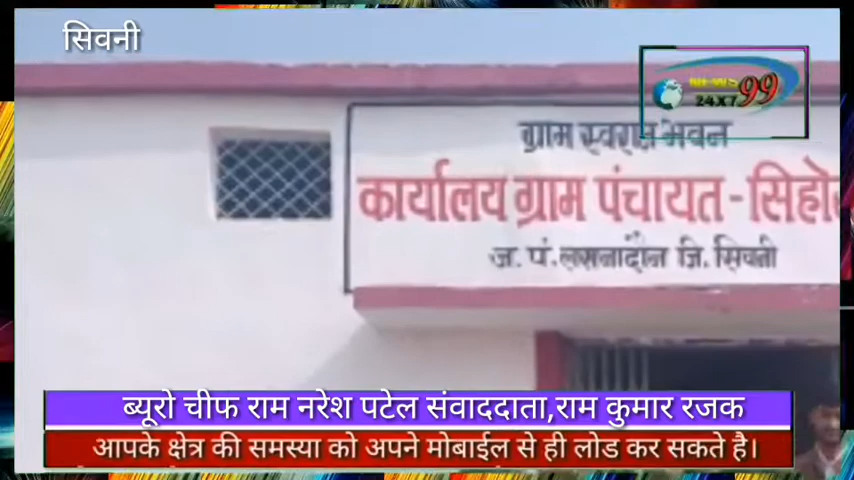 सिवनी
NEWS 99
24X7
ग्राम स्वराज भवन
कार्यालय ग्राम पंचायत - सिहो
ज. पं. लखनादौन जि. सिवनी
ब्यूरो चीफ राम नरेश पटेल संवाददाता,राम कुमार रजक
आपके क्षेत्र की समस्या को अपने मोबाईल से ही लोड कर सकते है।